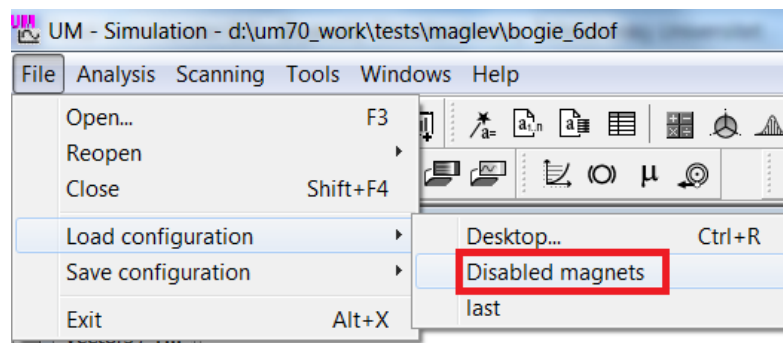 UM - Simulation - d:\um70_work\tests\maglev\bogie_6dof
File Analysis Scanning Tools Windows Help
Open... F3
Reopen
Close Shift+F4
Load configuration
Save configuration
Exit Alt+X
Desktop... Ctrl+R
Disabled magnets
last